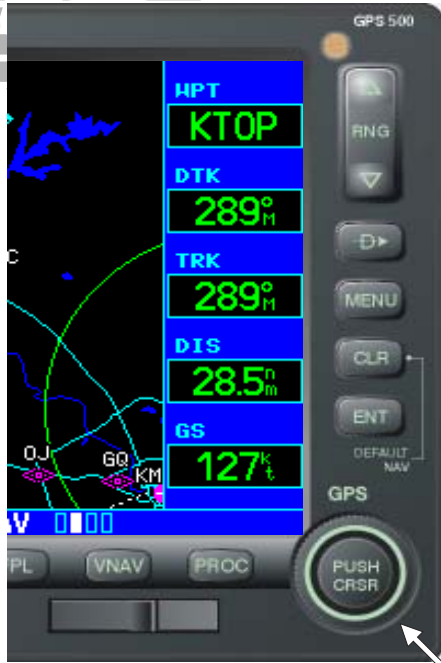 GPS 500
WPT
KTOP
RNG
DTK
289°M
D
TRK
289°M
MENU
C
DIS
28.5nm
CLR
GS
127kt
ENT
DEFAULT NAV
OJ
GQ
KM
GPS
AV
PL
VNAV
PROC
PUSH
CRSR